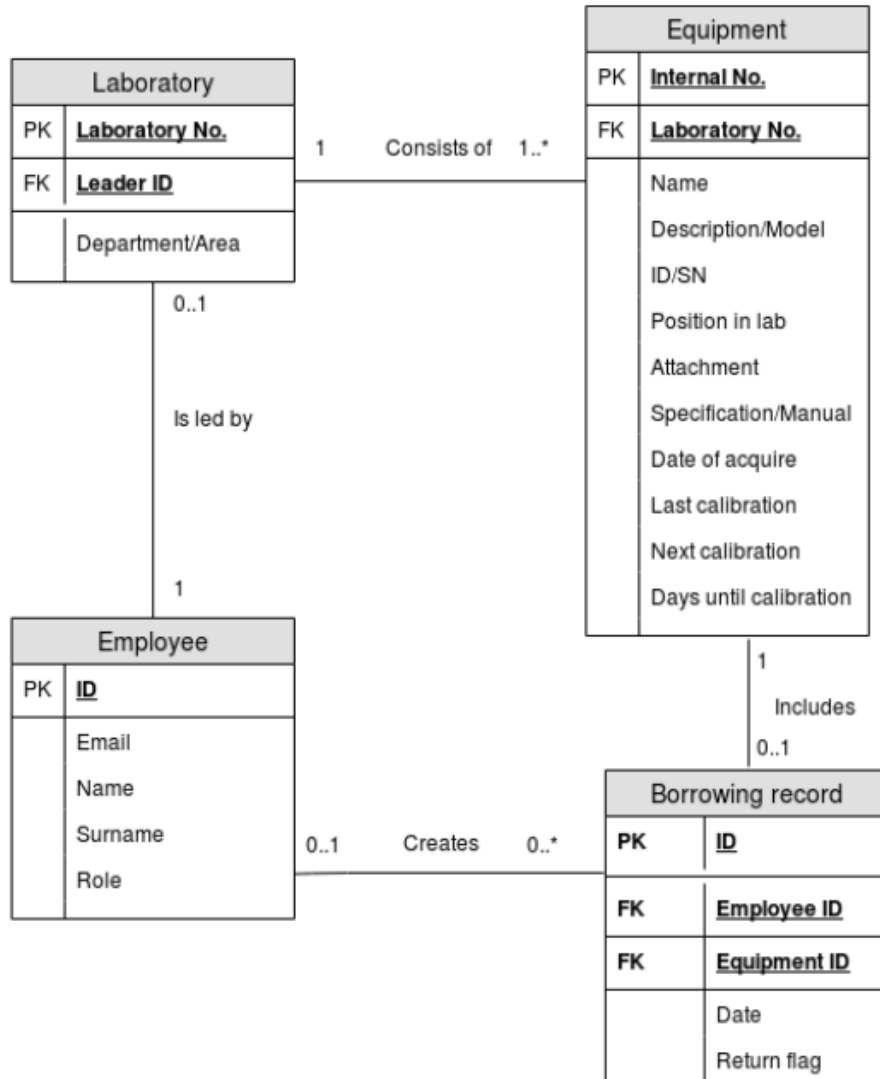 Laboratory
PK Laboratory No.
FK Leader ID
Department/Area
1 Consists of 1..*
Equipment
PK Internal No.
FK Laboratory No.
Name
Description/Model
ID/SN
Position in lab
Attachment
Specification/Manual
Date of acquire
Last calibration
Next calibration
Days until calibration
0..1
Is led by
1
Employee
PK ID
Email
Name
Surname
Role
0..1 Creates 0..*
1
Includes
0..1
Borrowing record
PK ID
FK Employee ID
FK Equipment ID
Date
Return flag